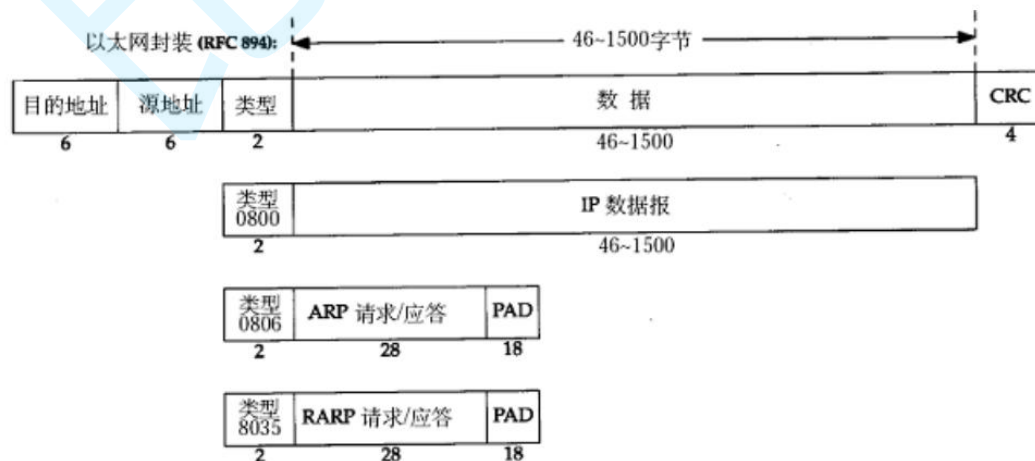 以太网封装 (RFC 894):
46~1500字节
目的地址 源地址 类型 数 据 CRC
6 6 2 46~1500 4
类型
0800 IP 数据报
2 46~1500
类型
0806 ARP 请求/应答 PAD
2 28 18
类型
8035 RARP 请求/应答 PAD
2 28 18